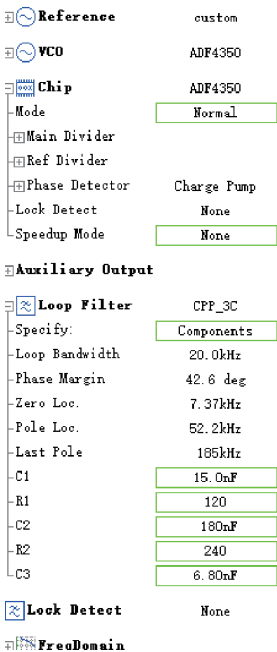 Reference custom
VCO ADF4350
Chip ADF4350
Mode Normal
Main Divider
Ref Divider
Phase Detector Charge Pump
Lock Detect None
Speedup Mode None
Auxiliary Output
Loop Filter CPP_3C
Specify: Components
Loop Bandwidth 20.0kHz
Phase Margin 42.6 deg
Zero Loc. 7.37kHz
Pole Loc. 52.2kHz
Last Pole 185kHz
C1 15.0nF
R1 120
C2 180nF
R2 240
C3 6.80nF
Lock Detect None
FreqDomain